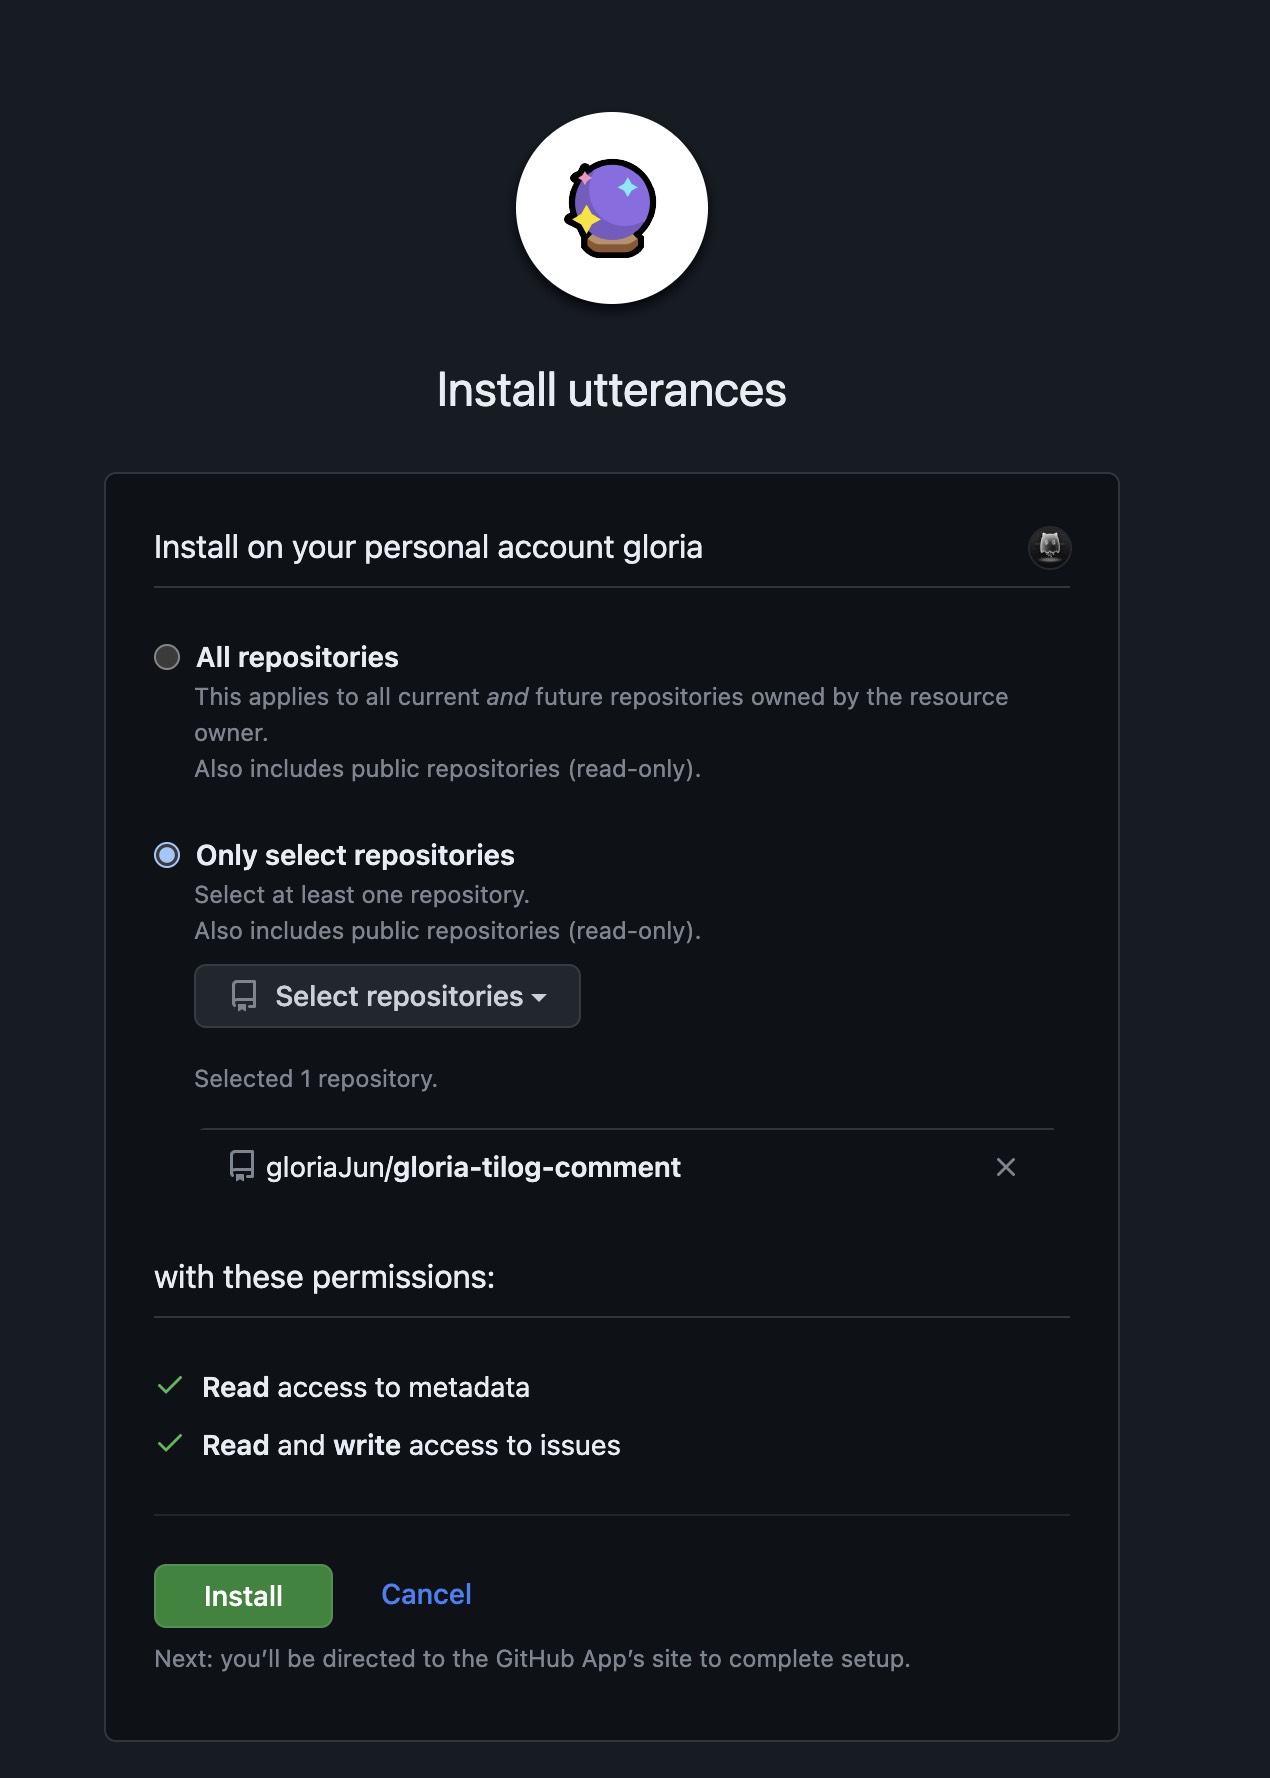 Install utterances
Install on your personal account gloria
All repositories
This applies to all current and future repositories owned by the resource
owner.
Also includes public repositories (read-only).
Only select repositories
Select at least one repository.
Also includes public repositories (read-only).
Select repositories
Selected 1 repository.
gloriaJun/gloria-tilog-comment
with these permissions:
Read access to metadata
Read and write access to issues
Install Cancel
Next: you’ll be directed to the GitHub App’s site to complete setup.